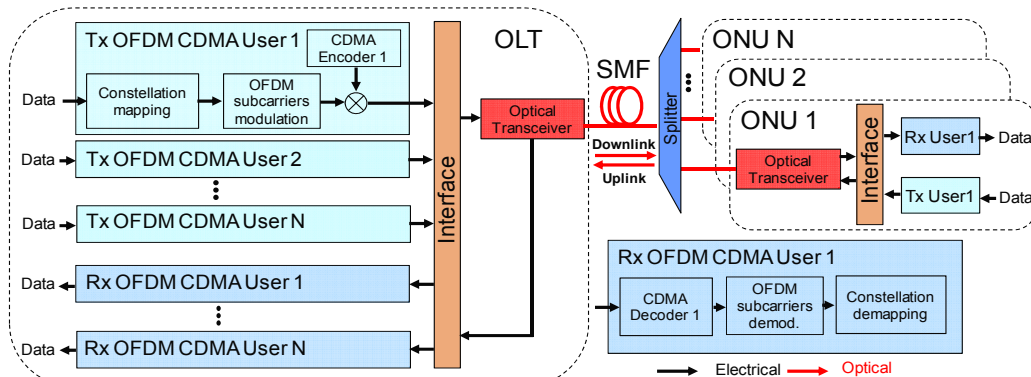 Tx OFDM CDMA User 1
CDMA
Encoder 1
Data
Constellation
mapping
OFDM
subcarriers
modulation
Data
Tx OFDM CDMA User 2
Data
Tx OFDM CDMA User N
Data
Rx OFDM CDMA User 1
Data
Rx OFDM CDMA User N
Interface
OLT
Optical
Transceiver
SMF
Downlink
Uplink
Splitter
ONU N
ONU 2
ONU 1
Optical
Transceiver
Interface
Rx User1
Data
Tx User1
Data
Rx OFDM CDMA User 1
CDMA
Decoder 1
OFDM
subcarriers
demod.
Constellation
demapping
Electrical
Optical